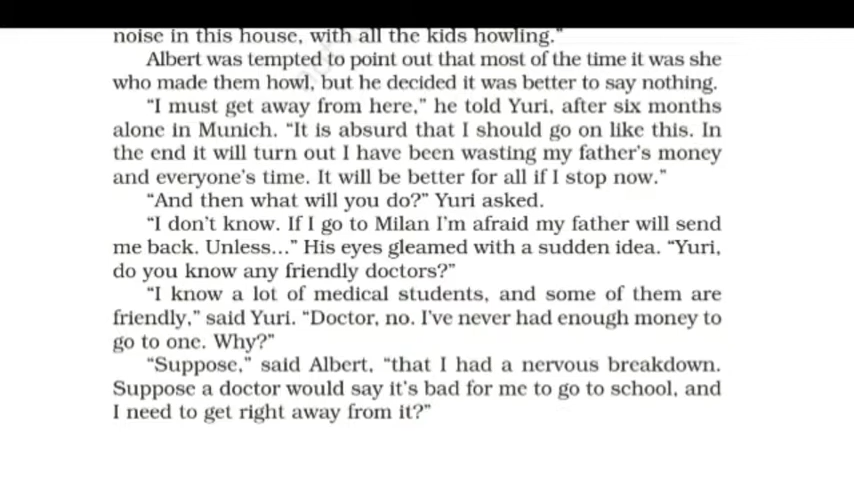 noise in this house, with all the kids howling.”
Albert was tempted to point out that most of the time it was she
who made them howl, but he decided it was better to say nothing.
“I must get away from here,” he told Yuri, after six months
alone in Munich. “It is absurd that I should go on like this. In
the end it will turn out I have been wasting my father’s money
and everyone’s time. It will be better for all if I stop now.”
“And then what will you do?” Yuri asked.
“I don’t know. If I go to Milan I’m afraid my father will send
me back. Unless...” His eyes gleamed with a sudden idea. “Yuri,
do you know any friendly doctors?”
“I know a lot of medical students, and some of them are
friendly,” said Yuri. “Doctor, no. I’ve never had enough money to
go to one. Why?”
“Suppose,” said Albert, “that I had a nervous breakdown.
Suppose a doctor would say it’s bad for me to go to school, and
I need to get right away from it?”